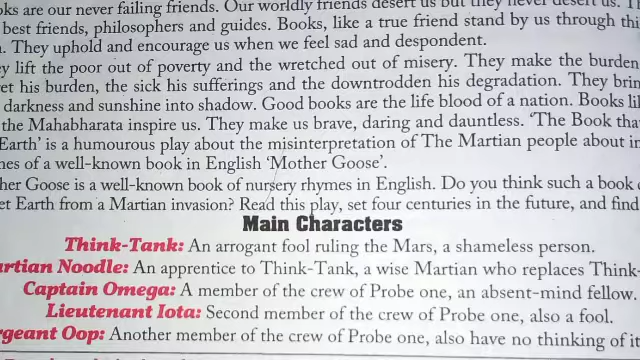 ks are our never failing friends. Our worldly friends desert us but they never desert us.
best friends, philosophers and guides. Books, like a true friend stand by us through
They uphold and encourage us when we feel sad and despondent.
lift the poor out of poverty and the wretched out of misery. They make the burden
his burden, the sick his sufferings and the downtrodden his degradation. They
darkness and sunshine into shadow. Good books are the life blood of a nation. Books
the Mahabharata inspire us. They make us brave, daring and dauntless. 'The Book
Earth' is a humourous play about the misinterpretation of The Martian people about
of a well-known book in English 'Mother Goose'.
her Goose is a well-known book of nursery rhymes in English. Do you think such a book
et Earth from a Martian invasion? Read this play, set four centuries in the future, and find
Main Characters
Think-Tank: An arrogant fool ruling the Mars, a shameless person.
artian Noodle: An apprentice to Think-Tank, a wise Martian who replaces Think-
Captain Omega: A member of the crew of Probe one, an absent-mind fellow.
Lieutenant Iota: Second member of the crew of Probe one, also a fool.
rgeant Oop: Another member of the crew of Probe one, also have no thinking of